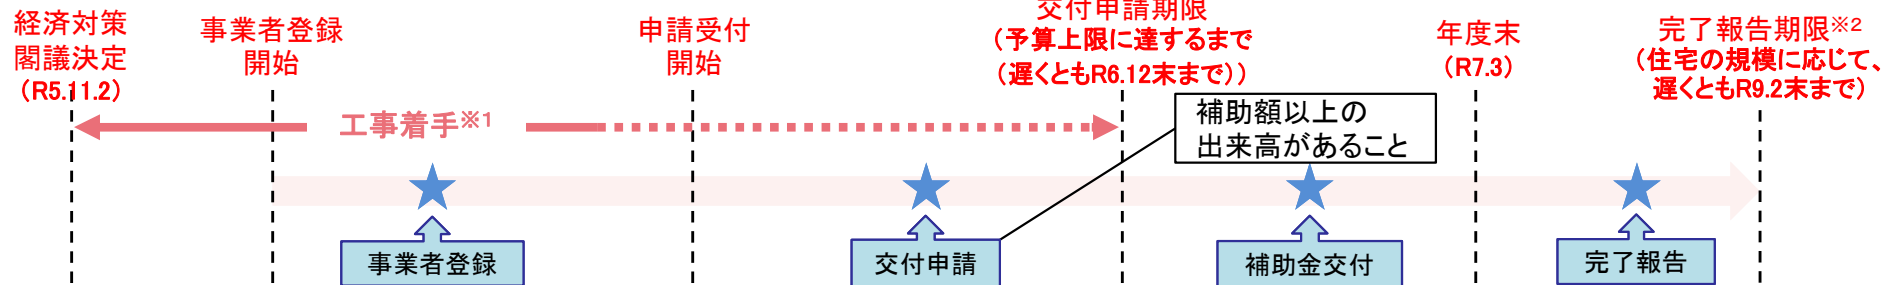 経済対策
閣議決定
(R5.11.2)
事業者登録
開始
申請受付
開始
交付申請期限
(予算上限に達するまで
(遅くともR6.12末まで))
年度末
(R7.3)
完了報告期限※2
(住宅の規模に応じて、
遅くともR9.2末まで)
工事着手※1
補助額以上の
出来高があること
事業者登録
交付申請
補助金交付
完了報告